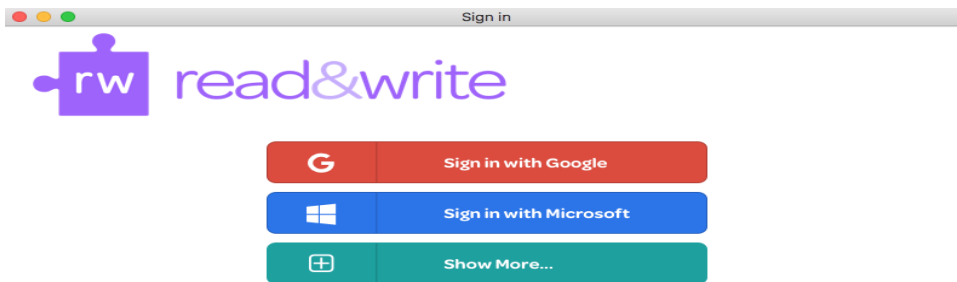 Sign in
rw read&write
G Sign in with Google
Sign in with Microsoft
Show More...